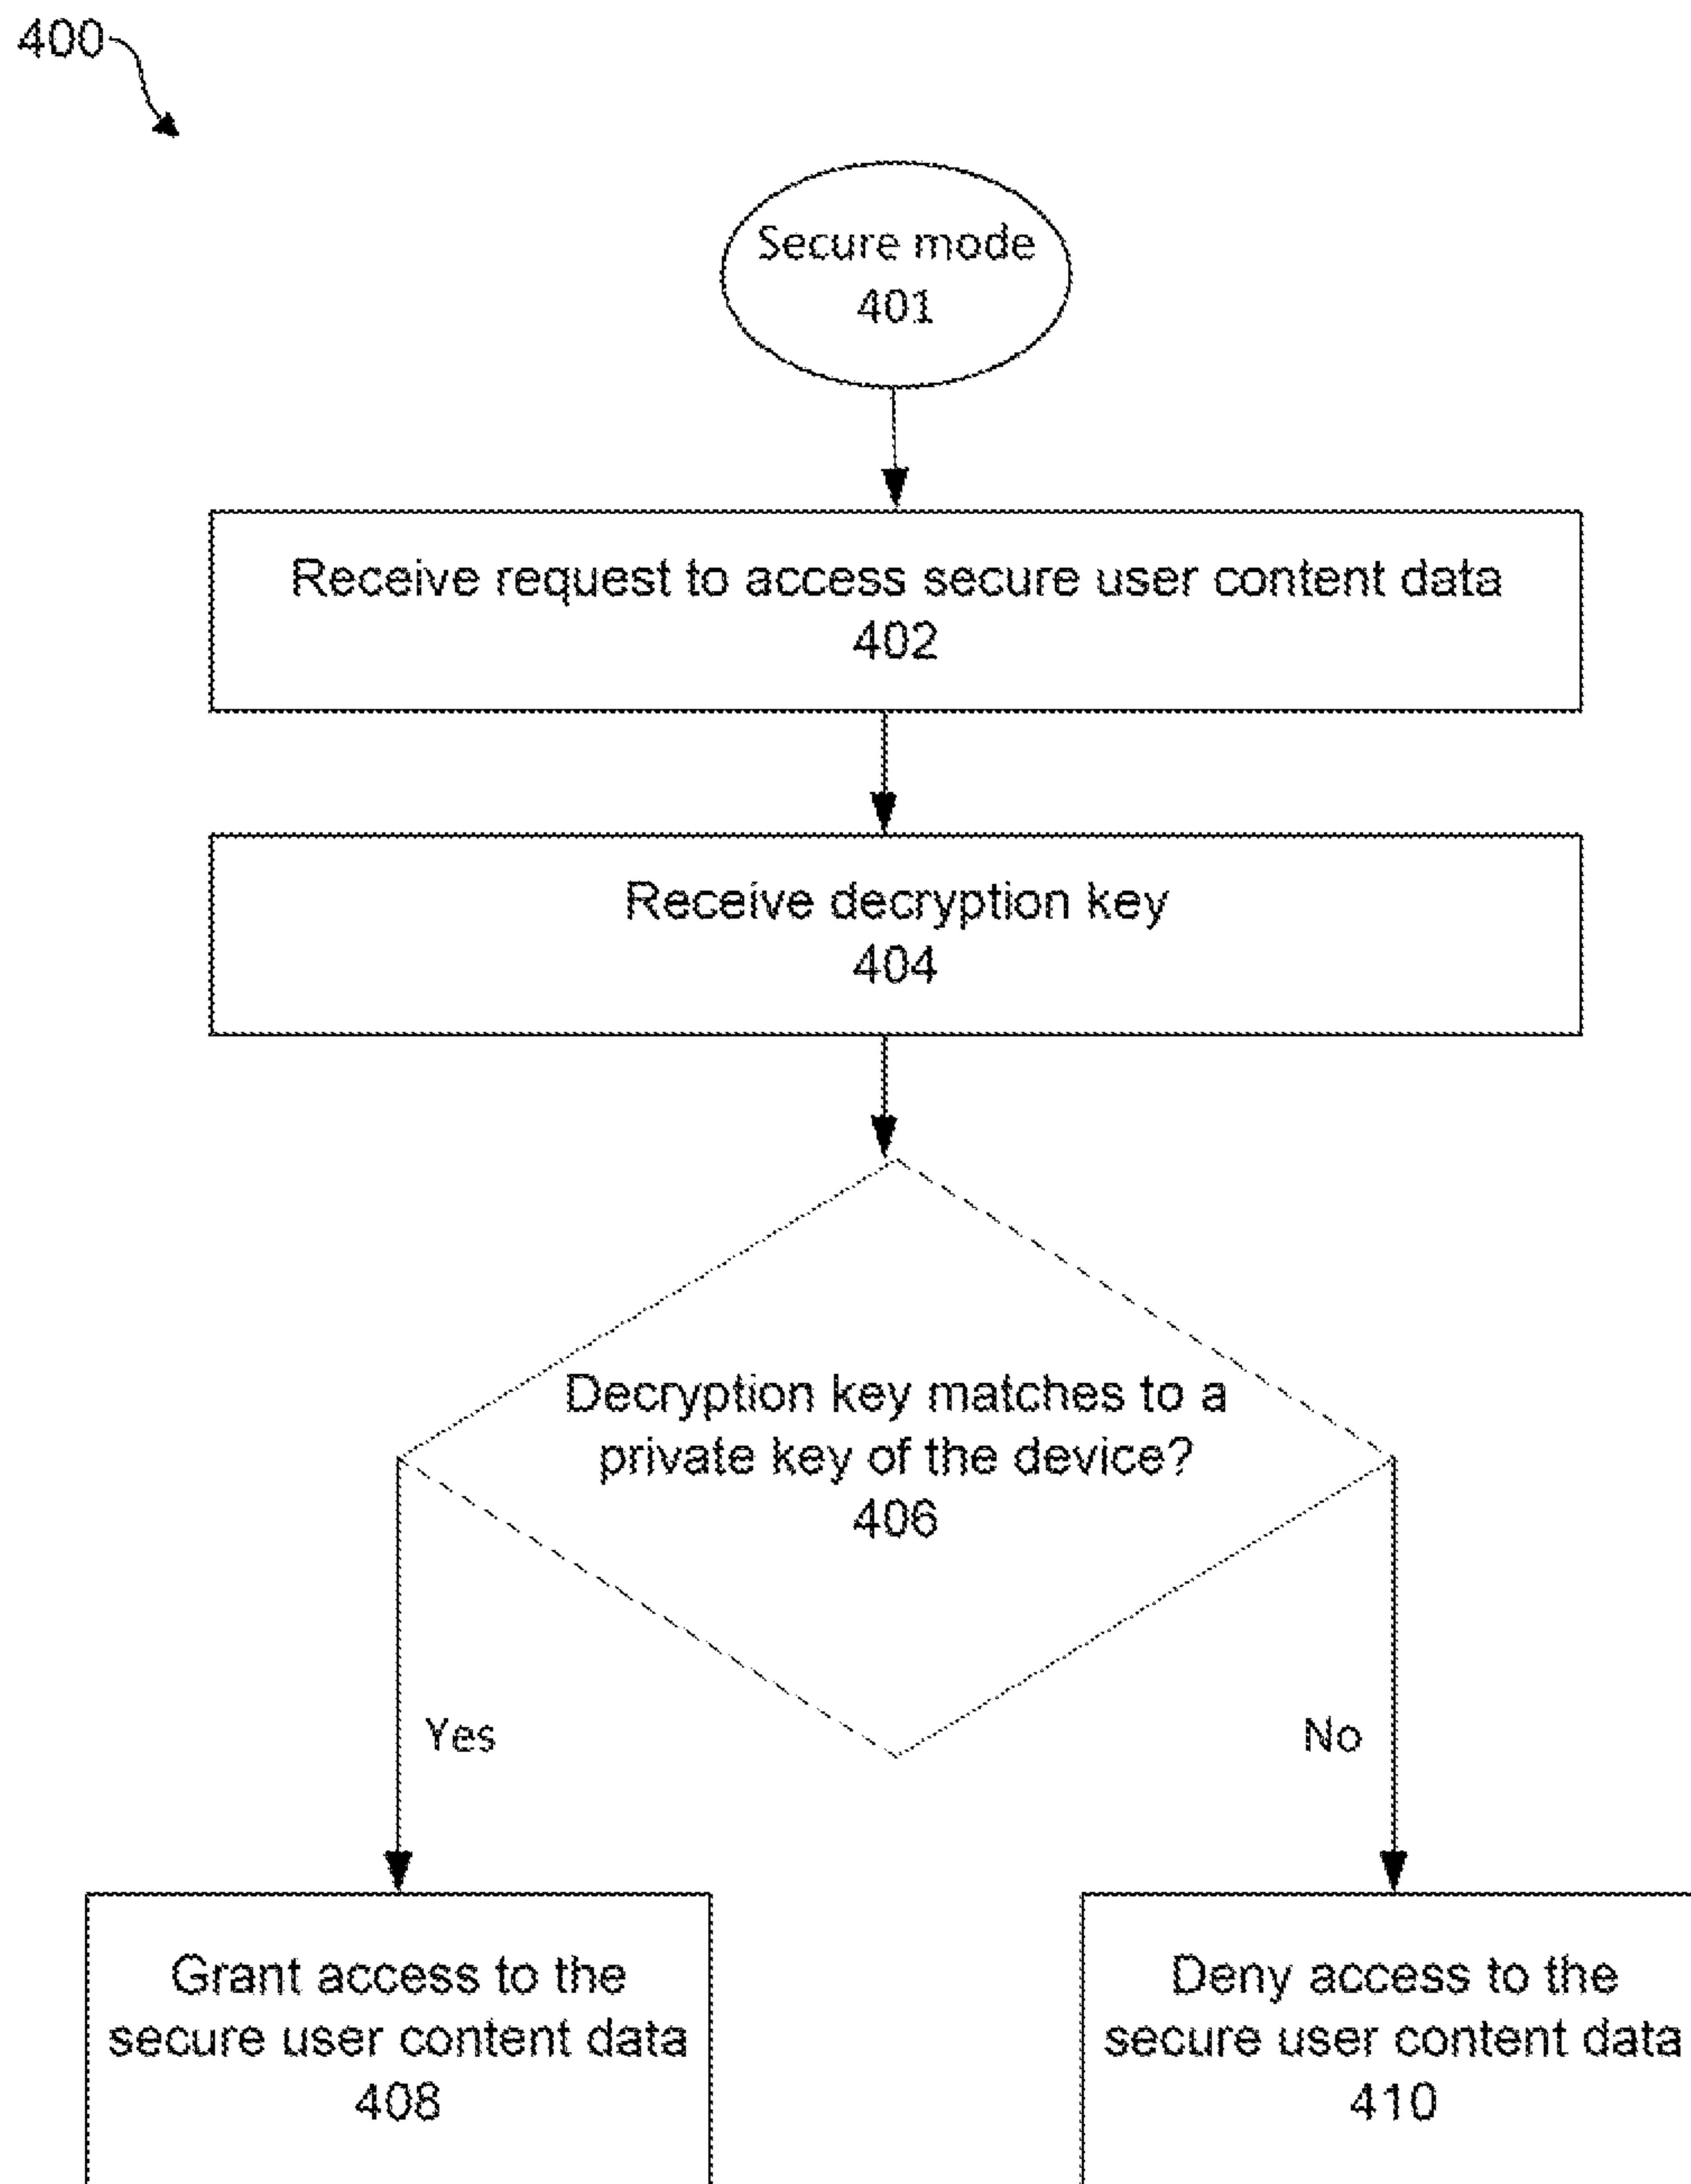 400
Secure mode
401
Receive request to access secure user content data
402
Receive decryption key
404
Decryption key matches to a
private key of the device?
406
Yes
No
Grant access to the
secure user content data
408
Deny access to the
secure user content data
410